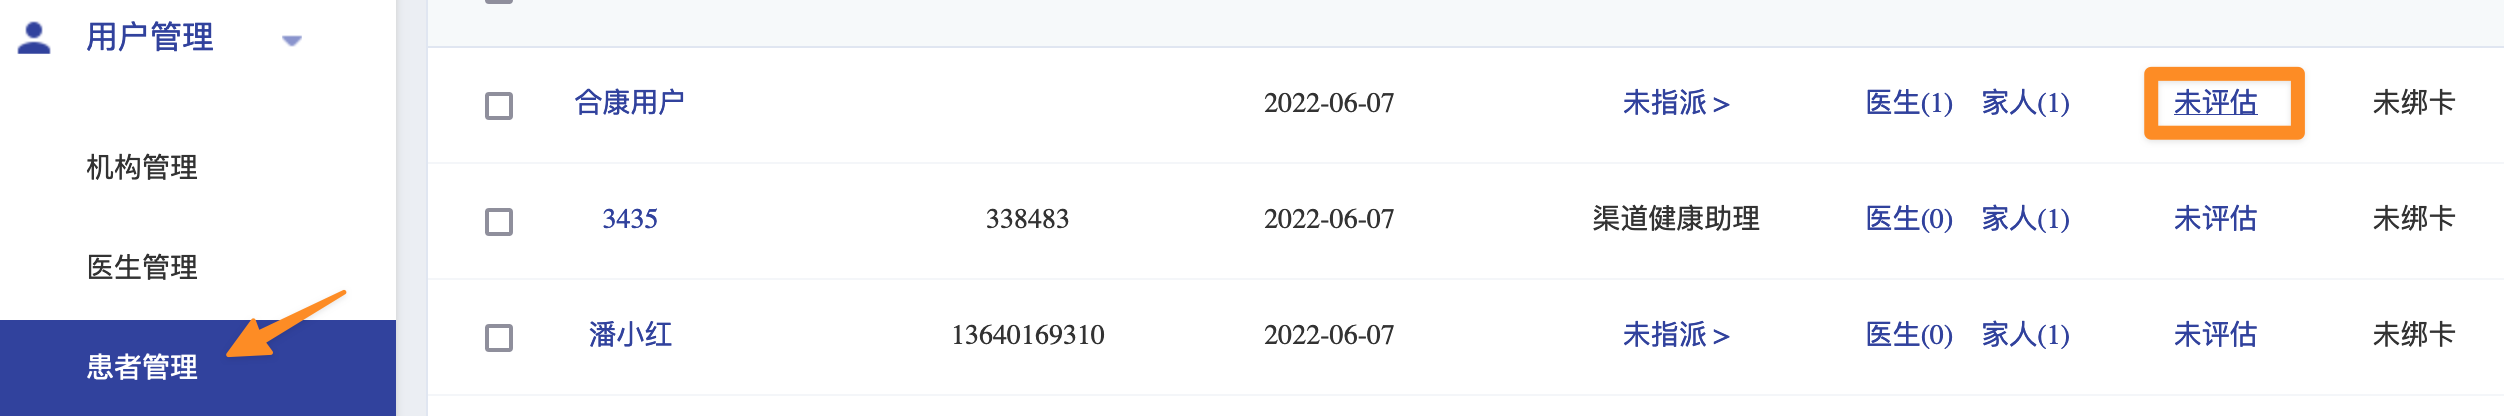 用户管理
机构管理
医生管理
患者管理
合康用户 2022-06-07 未指派 > 医生(1) 家人(1) 未评估 未绑卡
3435 338483 2022-06-07 渠道健康助理 医生(0) 家人(1) 未评估 未绑卡
潘小红 13640169310 2022-06-07 未指派 > 医生(0) 家人(1) 未评估 未绑卡